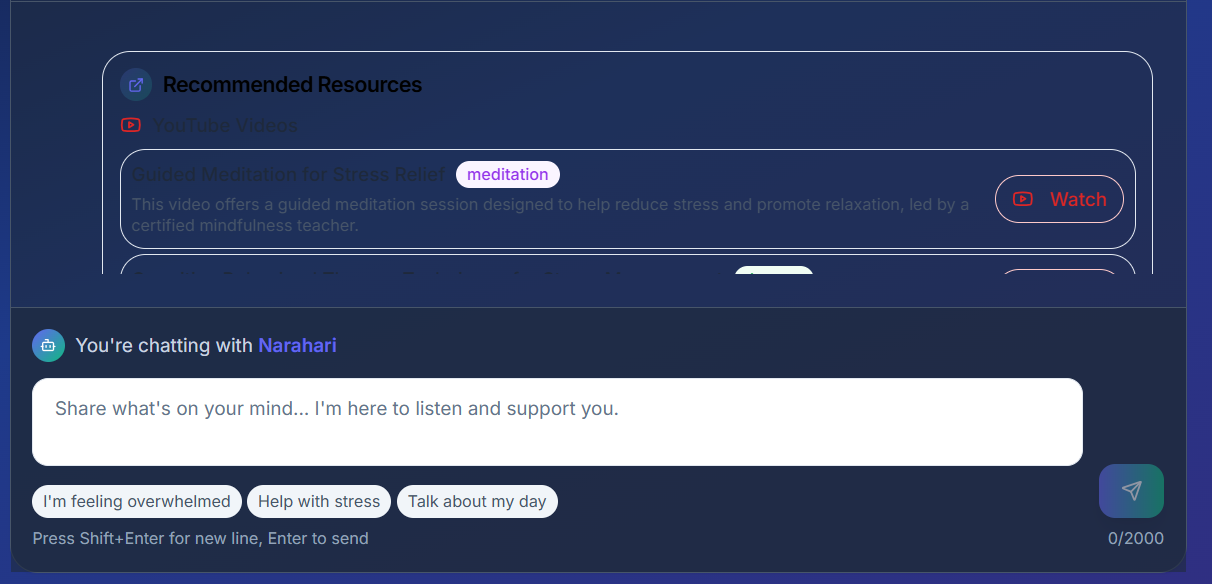 Recommended Resources
YouTube Videos
Guided Meditation for Stress Relief meditation
This video offers a guided meditation session designed to help reduce stress and promote relaxation, led by a
certified mindfulness teacher.
Watch
You're chatting with Narahari
Share what's on your mind... I'm here to listen and support you.
I'm feeling overwhelmed Help with stress Talk about my day
Press Shift+Enter for new line, Enter to send
0/2000